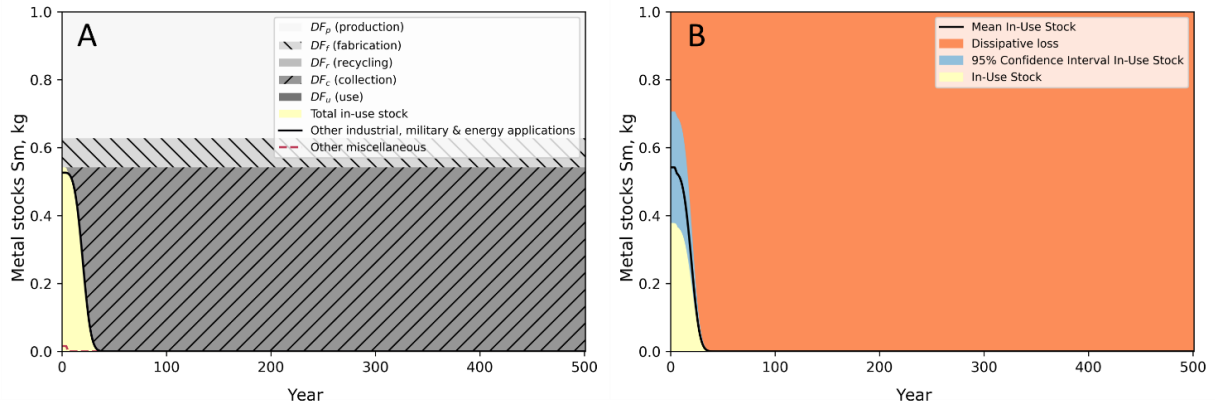 A
DF_p (production)
DF_f (fabrication)
DF_r (recycling)
DF_c (collection)
DF_u (use)
Total in-use stock
Other industrial, military & energy applications
Other miscellaneous
Metal stocks Sm, kg
1.0
0.8
0.6
0.4
0.2
0.0
0 100 200 300 400 500
Year
B
Mean In-Use Stock
Dissipative loss
95% Confidence Interval In-Use Stock
In-Use Stock
Metal stocks Sm, kg
1.0
0.8
0.6
0.4
0.2
0.0
0 100 200 300 400 500
Year